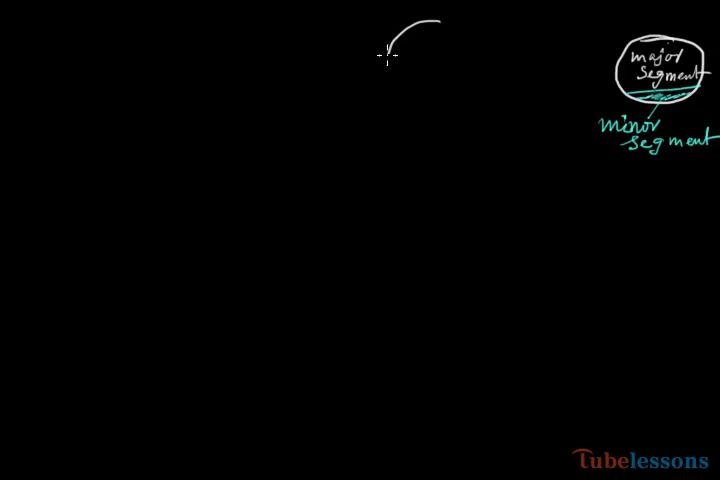 major
segment
minor
segment
Tubelessons